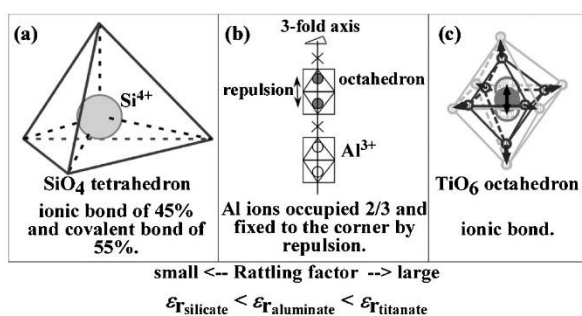 (a)
Si4+
SiO4 tetrahedron
ionic bond of 45%
and covalent bond of
55%.
(b)
3-fold axis
octahedron
repulsion
Al3+
Al ions occupied 2/3 and
fixed to the corner by
repulsion.
(c)
TiO6 octahedron
ionic bond.
small <-- Rattling factor --> large
εrsilicate < εraluminate < εrtitanate